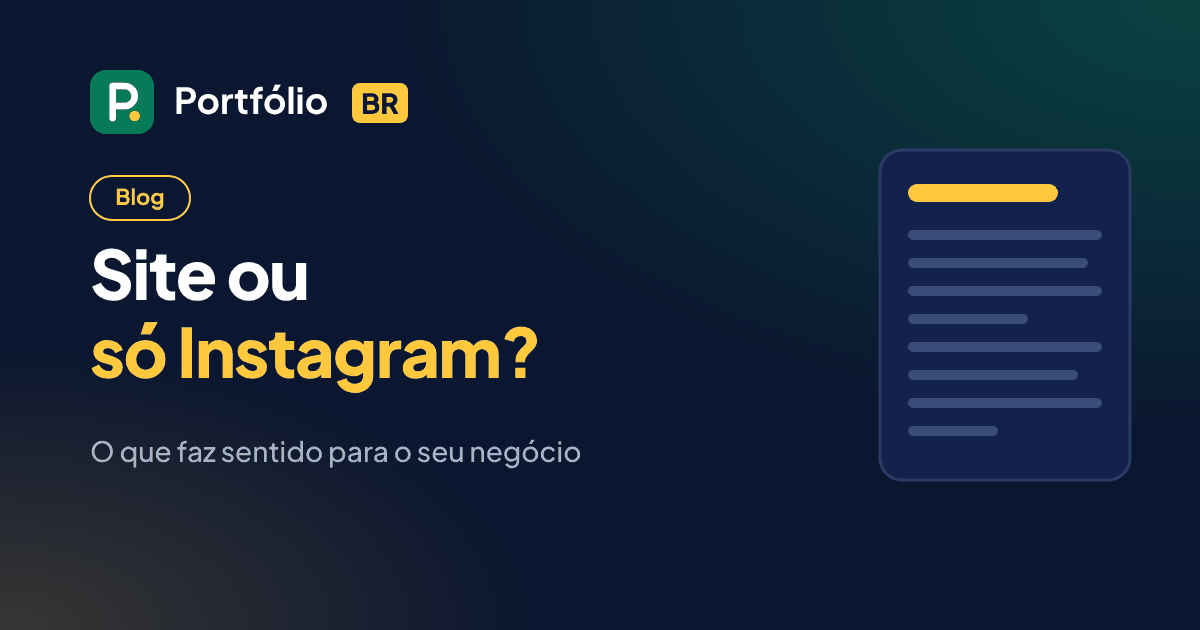 P.
Portfólio BR
Blog
Site ou
só Instagram?
O que faz sentido para o seu negócio